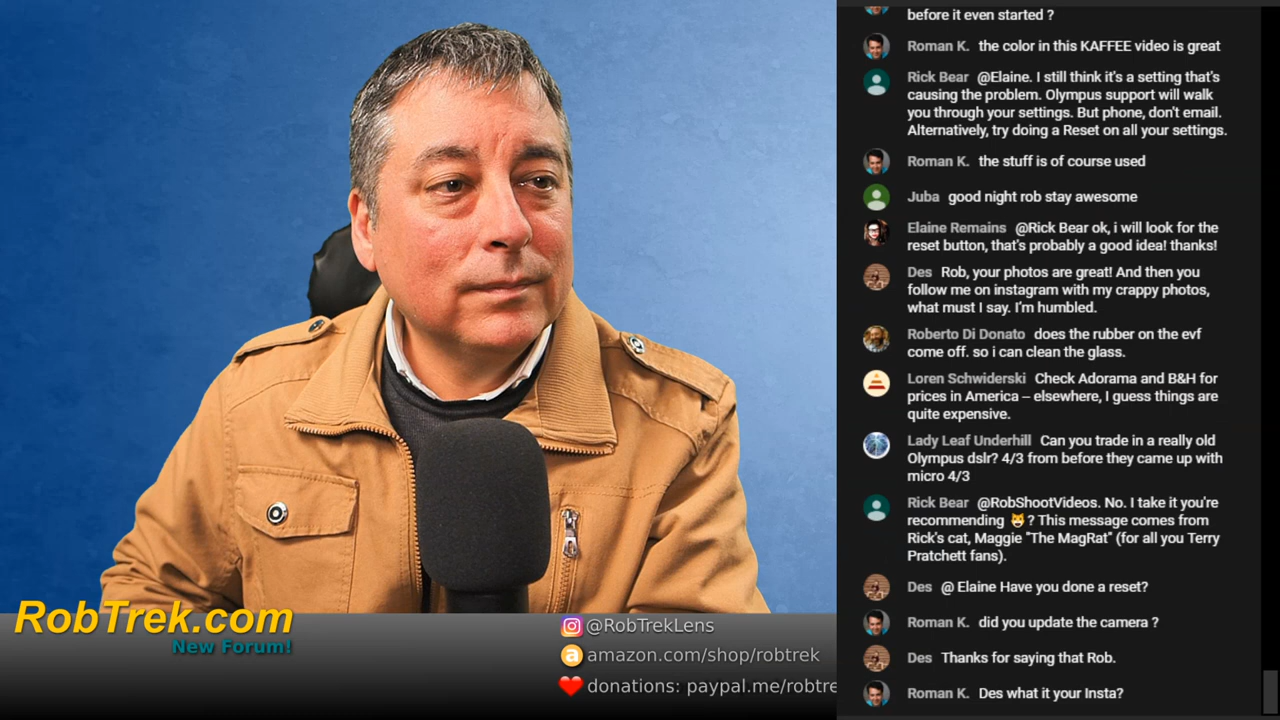 RobTrek.com
New Forum!
@RobTrekLens
a
amazon.com/shop/robtrek
donations: paypal.me/robtre
before it even started ?
Roman K. the color in this KAFFEE video is great
Rick Bear @Elaine. I still think it's a setting that's
causing the problem. Olympus support will walk
you through your settings. But phone, don't email.
Alternatively, try doing a Reset on all your settings.
Roman K. the stuff is of course used
Juba good night rob stay awesome
Elaine Remains @Rick Bear ok, i will look for the
reset button, that's probably a good idea! thanks!
Des Rob, your photos are great! And then you
follow me on instagram with my crappy photos,
what must I say. I'm humbled.
Roberto Di Donato does the rubber on the evf
come off. so i can clean the glass.
Loren Schwiderski Check Adorama and B&H for
prices in America – elsewhere, I guess things are
quite expensive.
Lady Leaf Underhill Can you trade in a really old
Olympus dslr? 4/3 from before they came up with
micro 4/3
Rick Bear @RobShootVideos. No. I take it you're
recommending 😺 ? This message comes from
Rick's cat, Maggie "The MagRat" (for all you Terry
Pratchett fans).
Des @ Elaine Have you done a reset?
Roman K. did you update the camera ?
Des Thanks for saying that Rob.
Roman K. Des what it your Insta?